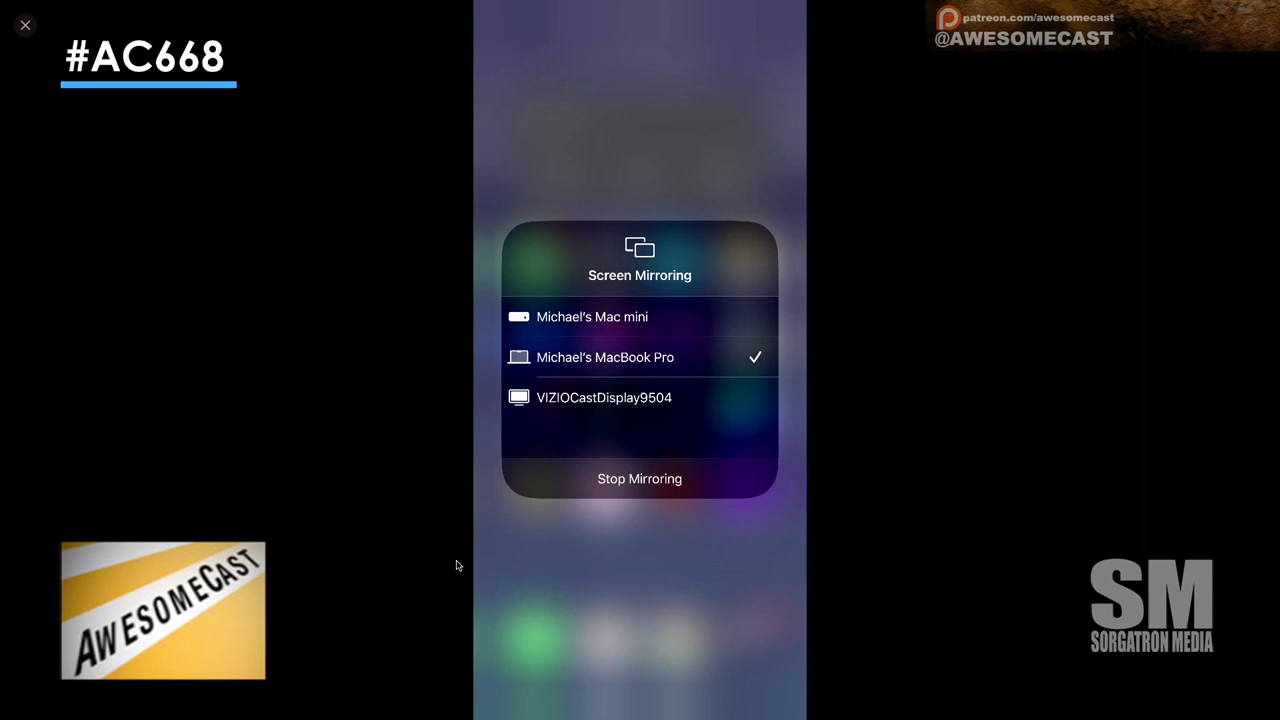 #AC668
patreon.com/awesomecast
@AWESOMECAST
Screen Mirroring
Michael's Mac mini
Michael's MacBook Pro
VIZIOCastDisplay9504
Stop Mirroring
AWESOMECAST
SM
SORGATRON MEDIA